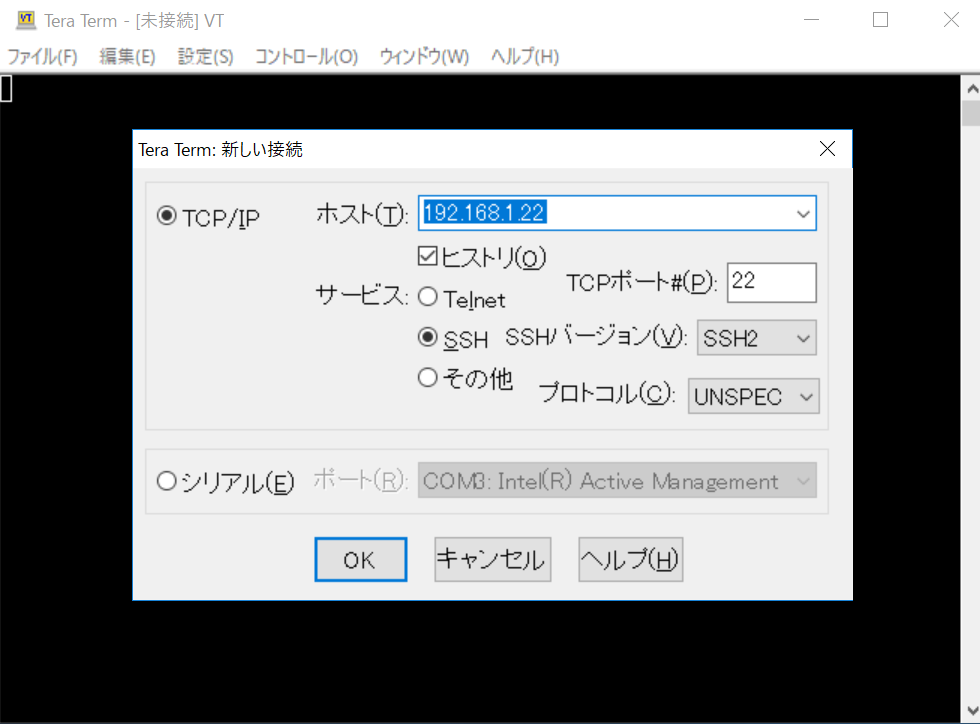 VT
Tera Term - [未接続] VT
ファイル(F) 編集(E) 設定(S) コントロール(O) ウィンドウ(W) ヘルプ(H)
Tera Term: 新しい接続
TCP/IP ホスト(T): 192.168.1.22
ヒストリ(O)
サービス: Telnet TCPポート#(P): 22
SSH SSHバージョン(V): SSH2
その他 プロトコル(C): UNSPEC
シリアル(E) ポート(R): COM3: Intel(R) Active Management
OK キャンセル ヘルプ(H)